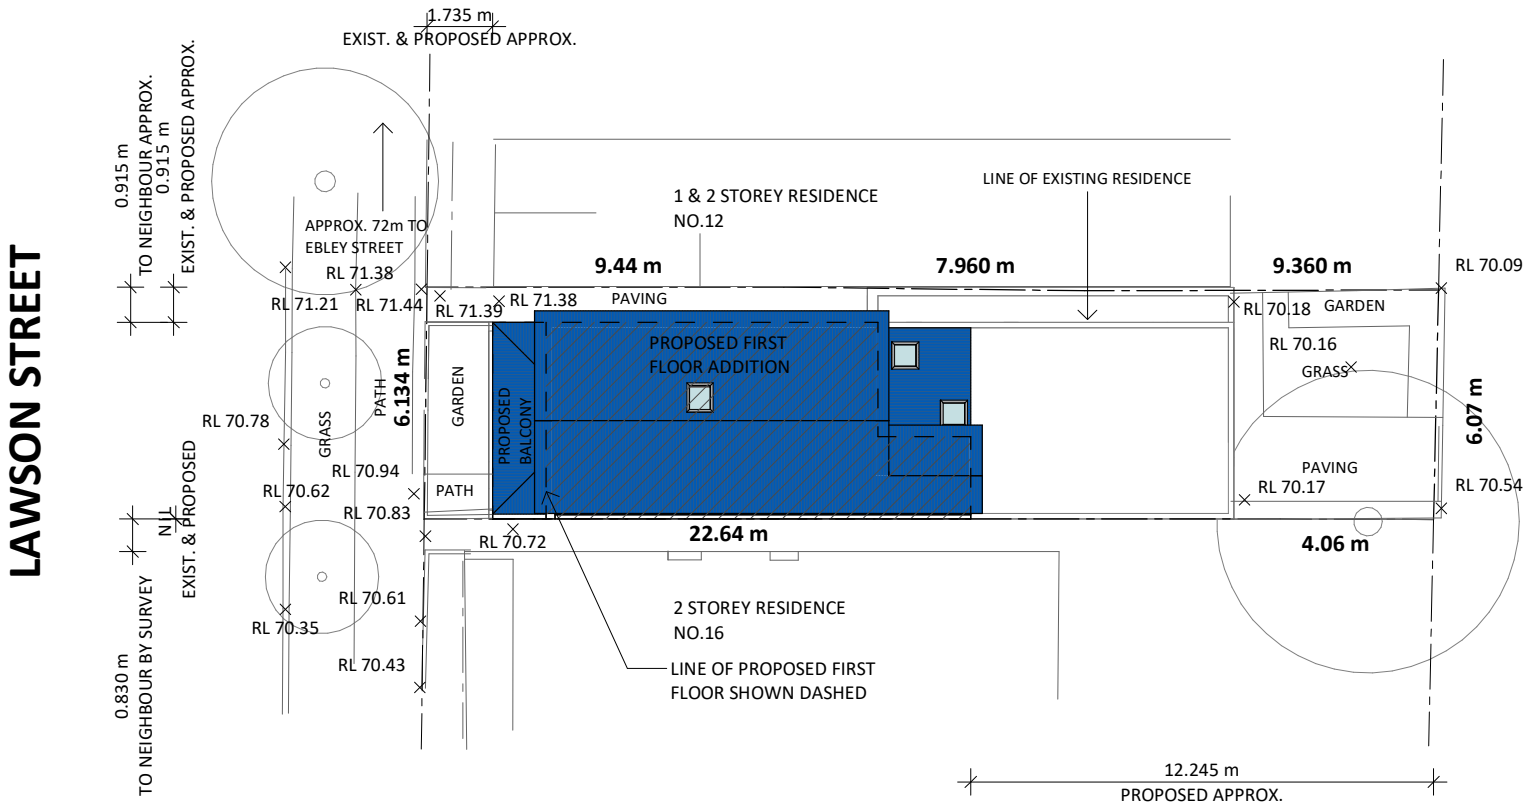 1.735 m
EXIST. & PROPOSED APPROX.
0.915 m
TO NEIGHBOUR APPROX.
0.915 m
EXIST. & PROPOSED APPROX.
LAWSON STREET
APPROX. 72m TO
EBLEY STREET
1 & 2 STOREY RESIDENCE
NO.12
LINE OF EXISTING RESIDENCE
9.44 m
7.960 m
9.360 m
RL 70.09
RL 71.38
RL 71.21
RL 71.44
RL 71.39
RL 71.38
PAVING
RL 70.18
GARDEN
PROPOSED FIRST
FLOOR ADDITION
RL 70.16
GRASS
PATH
6.134 m
GARDEN
PROPOSED
BALCONY
6.07 m
RL 70.78
GRASS
RL 70.94
PATH
PAVING
RL 70.62
RL 70.83
RL 70.17
RL 70.54
NIL
EXIST. & PROPOSED
RL 70.72
22.64 m
4.06 m
0.830 m
TO NEIGHBOUR BY SURVEY
RL 70.61
RL 70.35
RL 70.43
2 STOREY RESIDENCE
NO.16
LINE OF PROPOSED FIRST
FLOOR SHOWN DASHED
12.245 m
PROPOSED APPROX.